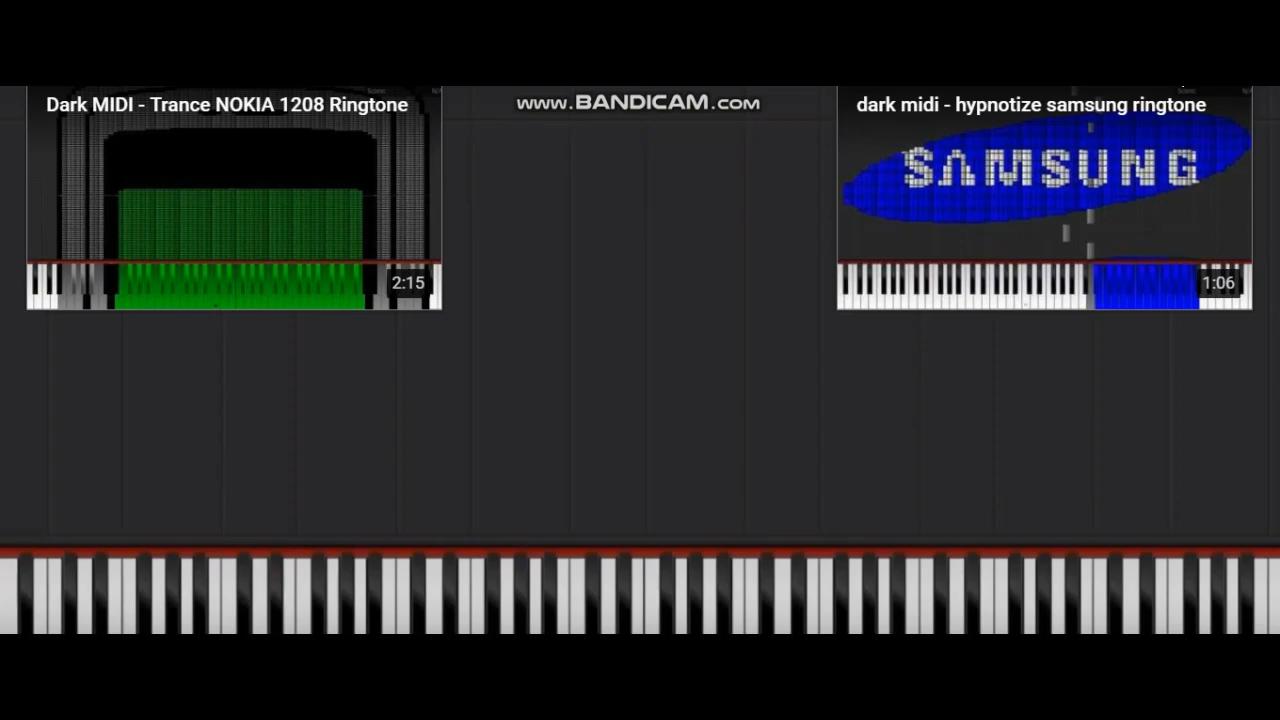 Dark MIDI - Trance NOKIA 1208 Ringtone
www.BANDICAM.com
dark midi - hypnotize samsung ringtone
SAMSUNG
2:15
1:06